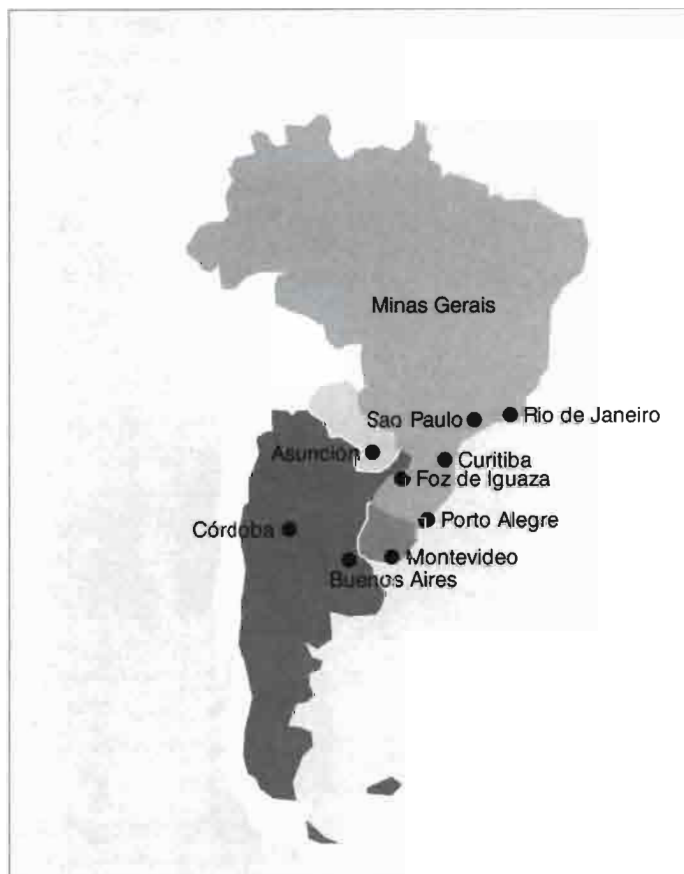 Minas Gerais
Sao Paulo
Rio de Janeiro
Asunción
Curitiba
Foz de Iguaza
Porto Alegre
Córdoba
Montevideo
Buenos Aires